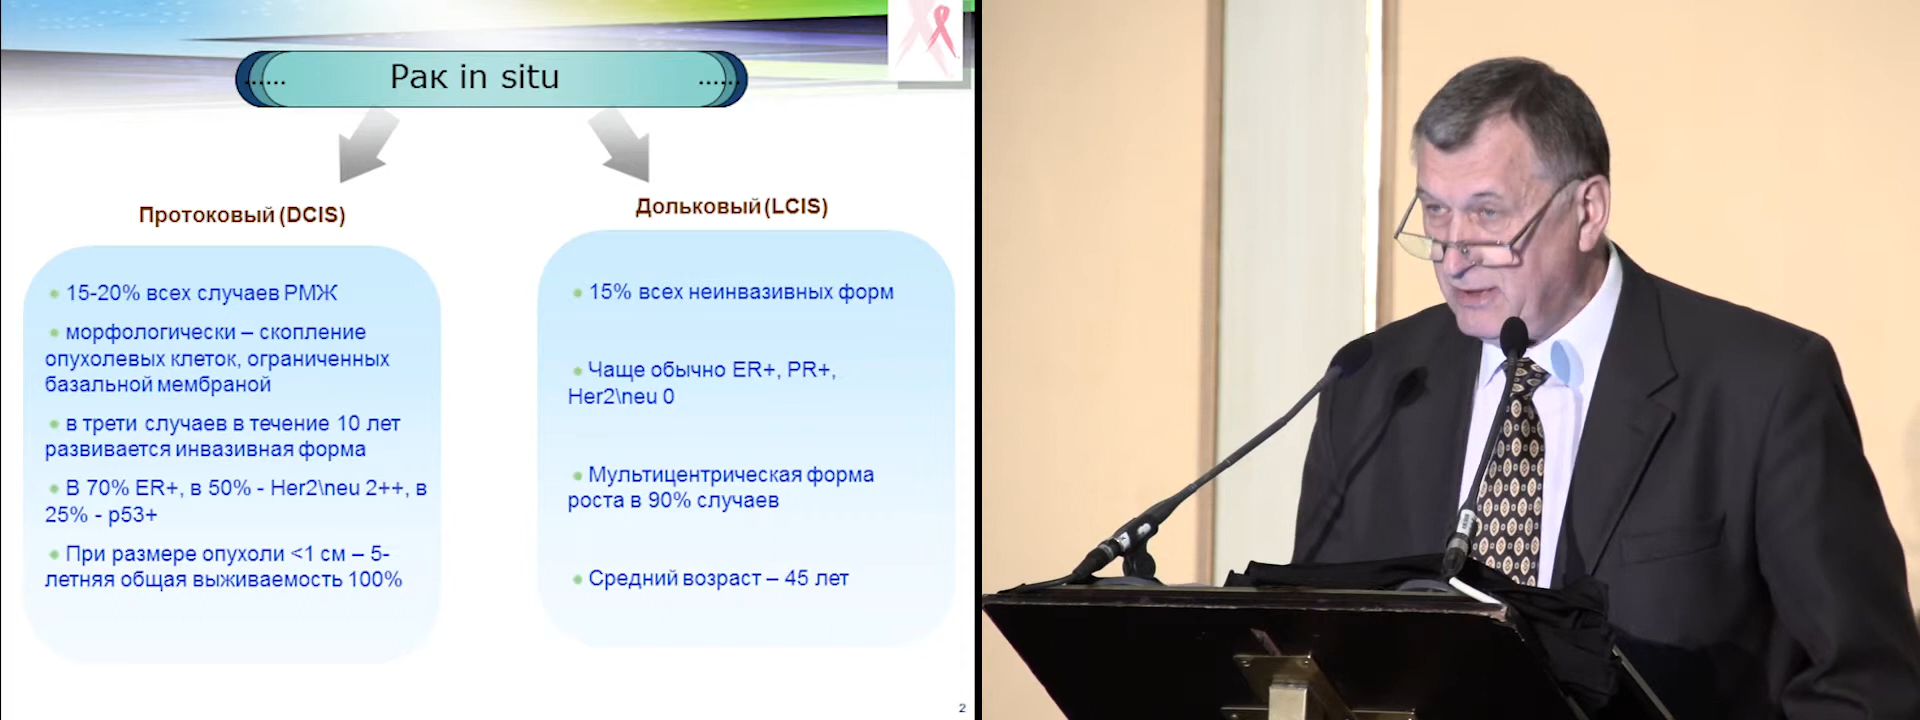 Рак in situ
Протоковый (DCIS)
15-20% всех случаев РМЖ
морфологически – скопление
опухолевых клеток, ограниченных
базальной мембраной
в трети случаев в течение 10 лет
развивается инвазивная форма
В 70% ER+, в 50% - Her2\neu 2++, в
25% - p53+
При размере опухоли <1 см – 5-
летняя общая выживаемость 100%
Дольковый (LCIS)
15% всех неинвазивных форм
Чаще обычно ER+, PR+,
Her2\neu 0
Мультицентрическая форма
роста в 90% случаев
Средний возраст – 45 лет
2